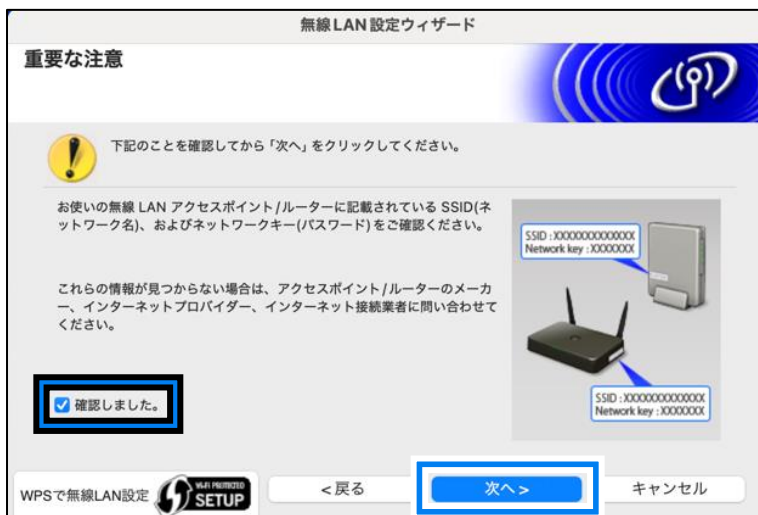 無線LAN設定ウィザード
重要な注意
下記のことを確認してから「次へ」をクリックしてください。
お使いの無線 LAN アクセスポイント/ルーターに記載されている SSID(ネ
ットワーク名)、およびネットワークキー(パスワード)をご確認ください。
SSID : XXXXXXXXXXXXX
Network key : XXXXXXX
これらの情報が見つからない場合は、アクセスポイント/ルーターのメーカ
ー、インターネットプロバイダー、インターネット接続業者に問い合わせて
ください。
確認しました。
SSID : XXXXXXXXXXXXX
Network key : XXXXXXX
WPSで無線LAN設定
Wi-Fi PROTECTED
SETUP
<戻る
次へ >
キャンセル